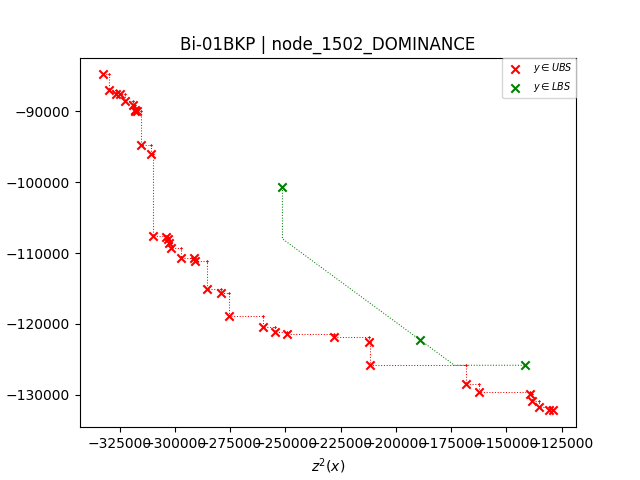 Bi-01BKP | node_1502_DOMINANCE
y ∈ UBS
y ∈ LBS
−90000
−100000
−110000
−120000
−130000
−325000−300000−275000−250000−225000−200000−175000−150000−125000
z²(x)